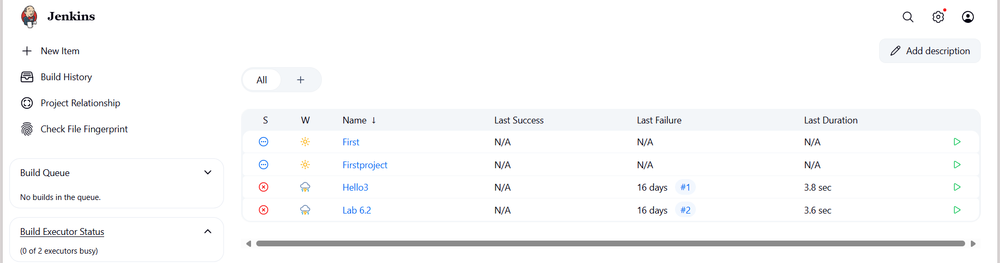 Jenkins
New Item
Build History
Project Relationship
Check File Fingerprint
Build Queue
No builds in the queue.
Build Executor Status
(0 of 2 executors busy)
Add description
All +
S W Name ↓ Last Success Last Failure Last Duration
First N/A N/A N/A
Firstproject N/A N/A N/A
Hello3 N/A 16 days #1 3.8 sec
Lab 6.2 N/A 16 days #2 3.6 sec